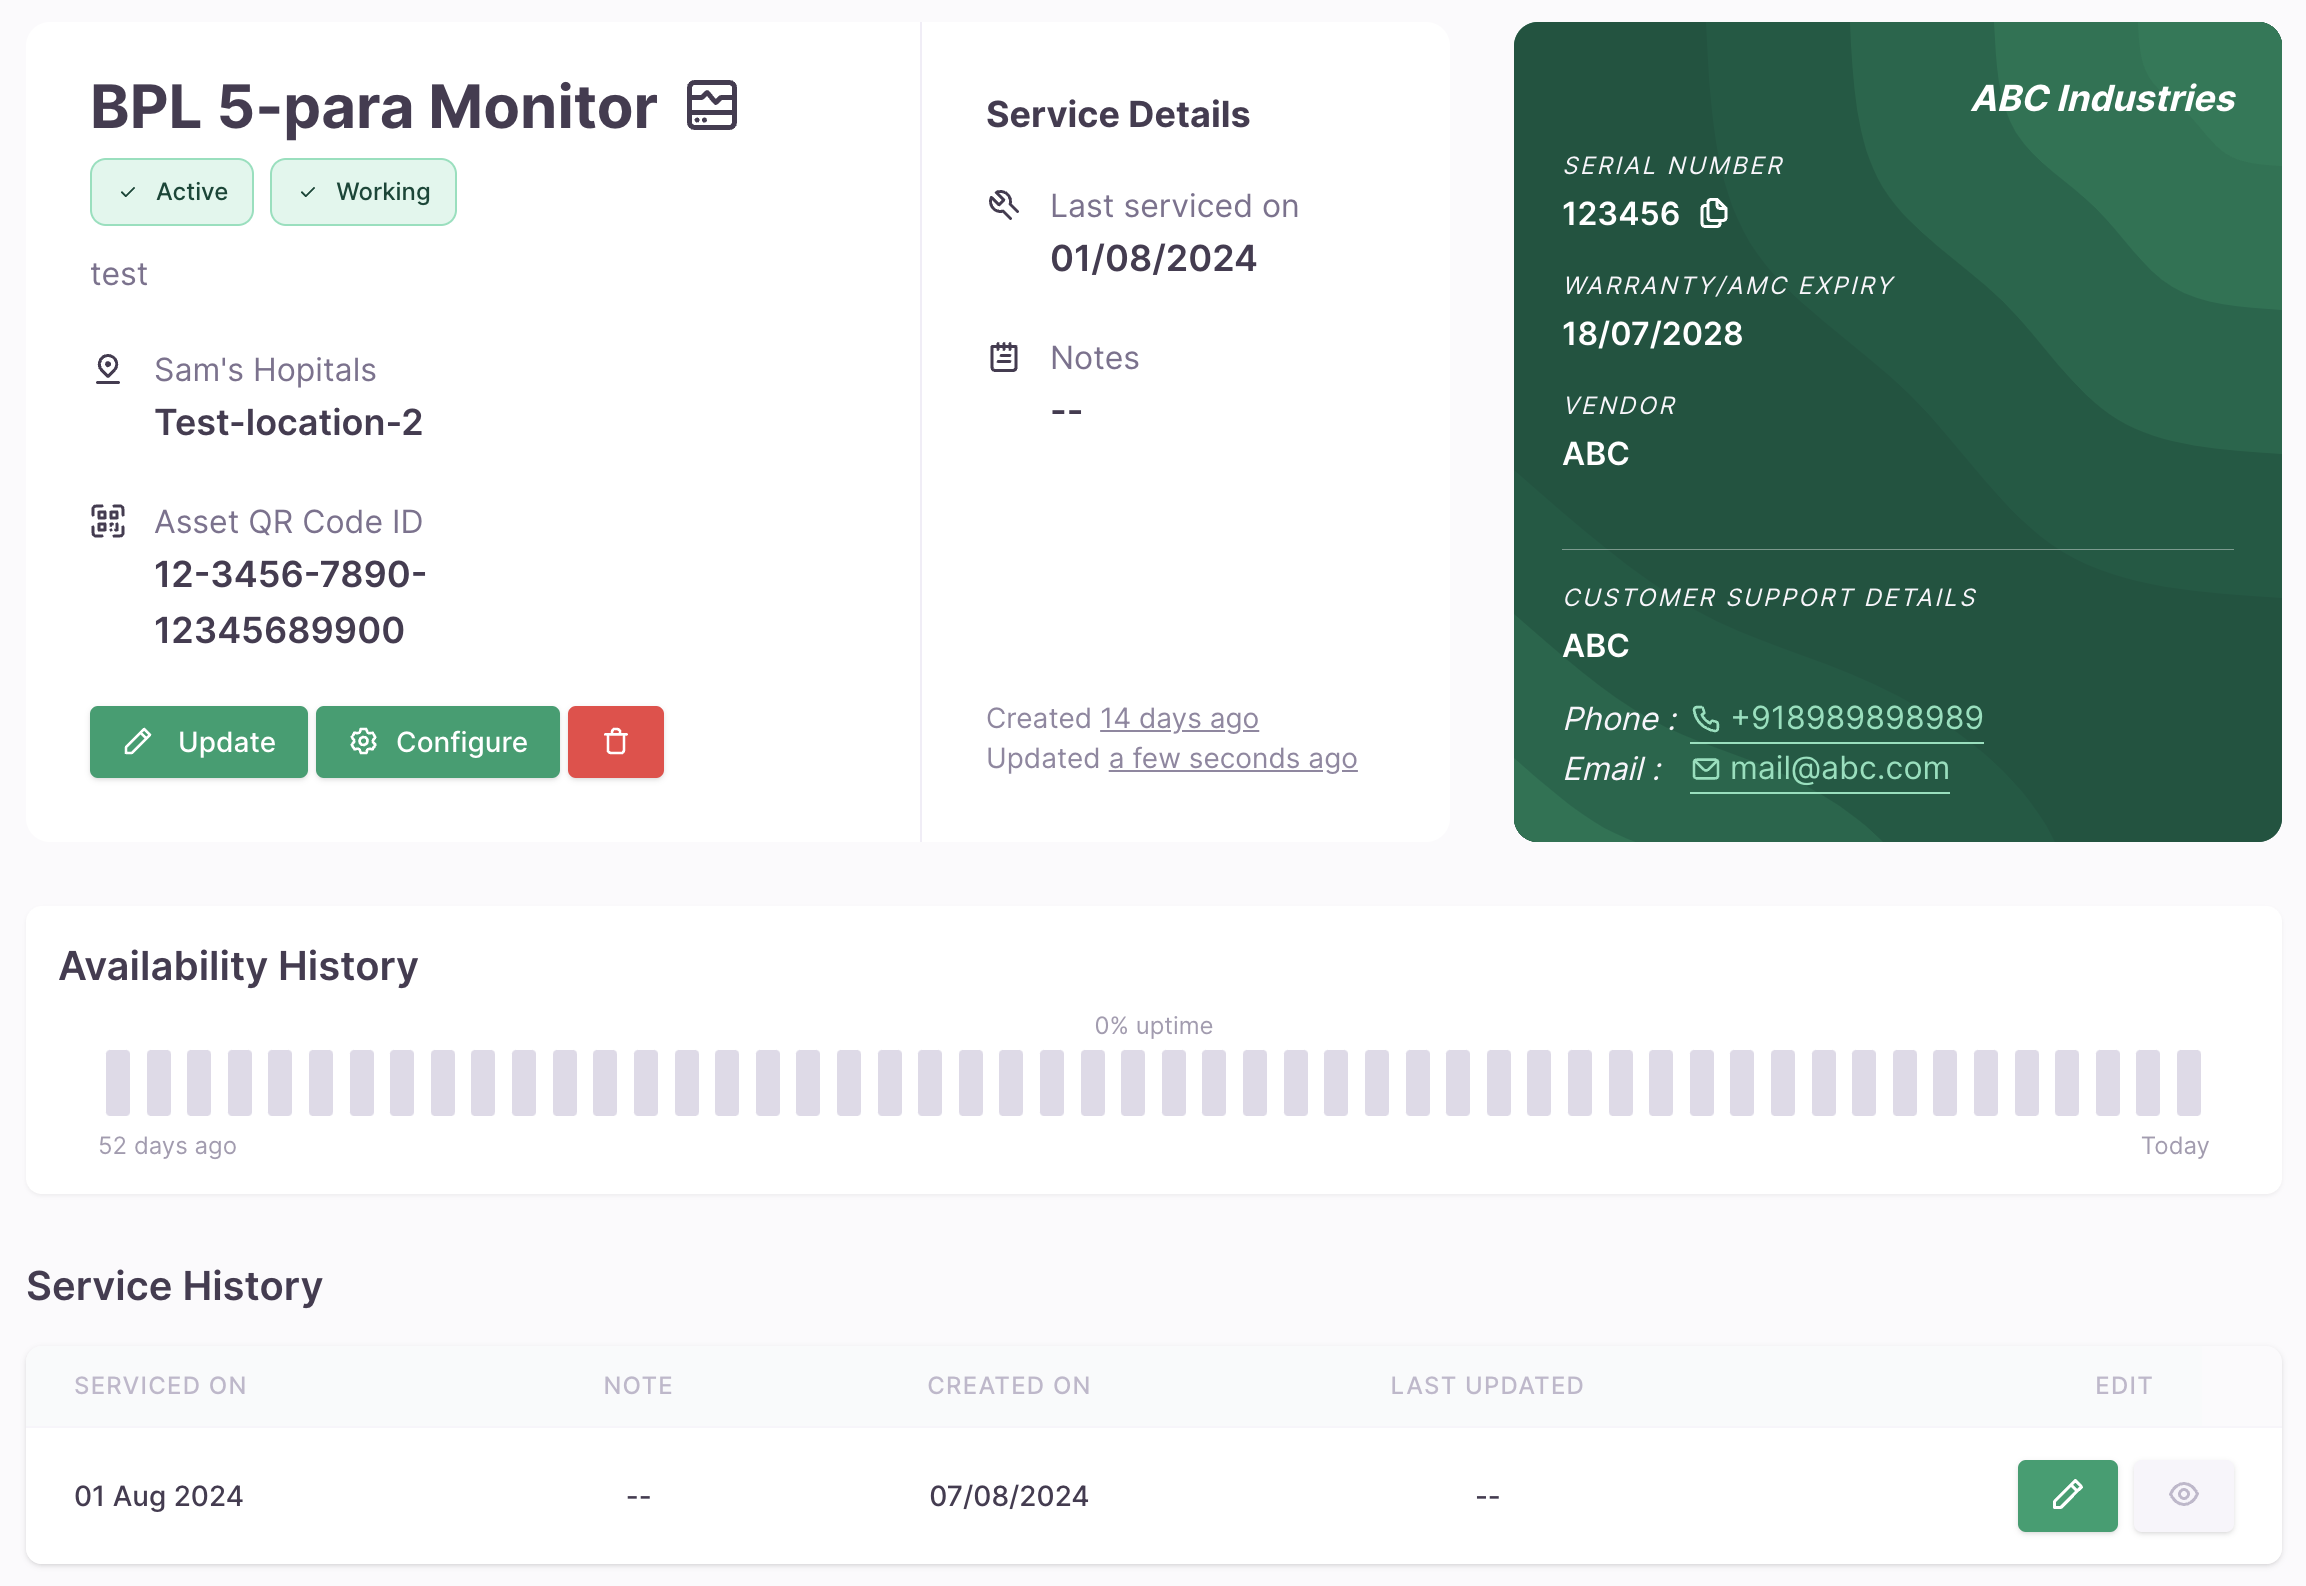 BPL 5-para Monitor
Active
Working
test
Sam's Hopitals
Test-location-2
Asset QR Code ID
12-3456-7890-
12345689900
Update
Configure
Service Details
Last serviced on
01/08/2024
Notes
--
Created 14 days ago
Updated a few seconds ago
ABC Industries
SERIAL NUMBER
123456
WARRANTY/AMC EXPIRY
18/07/2028
VENDOR
ABC
CUSTOMER SUPPORT DETAILS
ABC
Phone : +918989898989
Email : mail@abc.com
Availability History
0% uptime
52 days ago
Today
Service History
SERVICED ON NOTE CREATED ON LAST UPDATED EDIT
01 Aug 2024 -- 07/08/2024 --